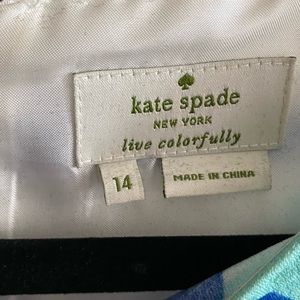 kate spade
NEW YORK
live colorfully
14
MADE IN CHINA